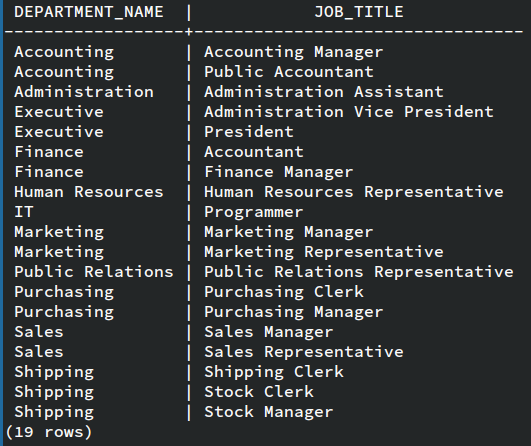 DEPARTMENT_NAME | JOB_TITLE
------------------+---------------------------------
Accounting | Accounting Manager
Accounting | Public Accountant
Administration | Administration Assistant
Executive | Administration Vice President
Executive | President
Finance | Accountant
Finance | Finance Manager
Human Resources | Human Resources Representative
IT | Programmer
Marketing | Marketing Manager
Marketing | Marketing Representative
Public Relations | Public Relations Representative
Purchasing | Purchasing Clerk
Purchasing | Purchasing Manager
Sales | Sales Manager
Sales | Sales Representative
Shipping | Shipping Clerk
Shipping | Stock Clerk
Shipping | Stock Manager
(19 rows)